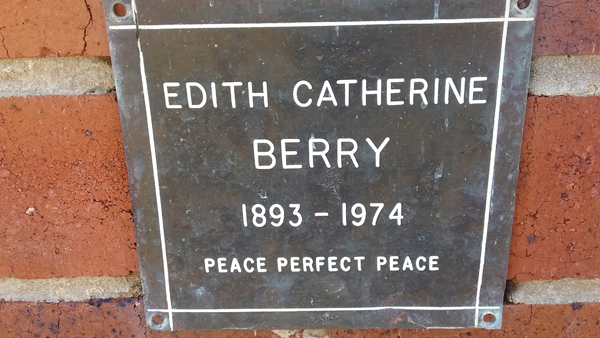 EDITH CATHERINE
BERRY
1893 - 1974
PEACE PERFECT PEACE